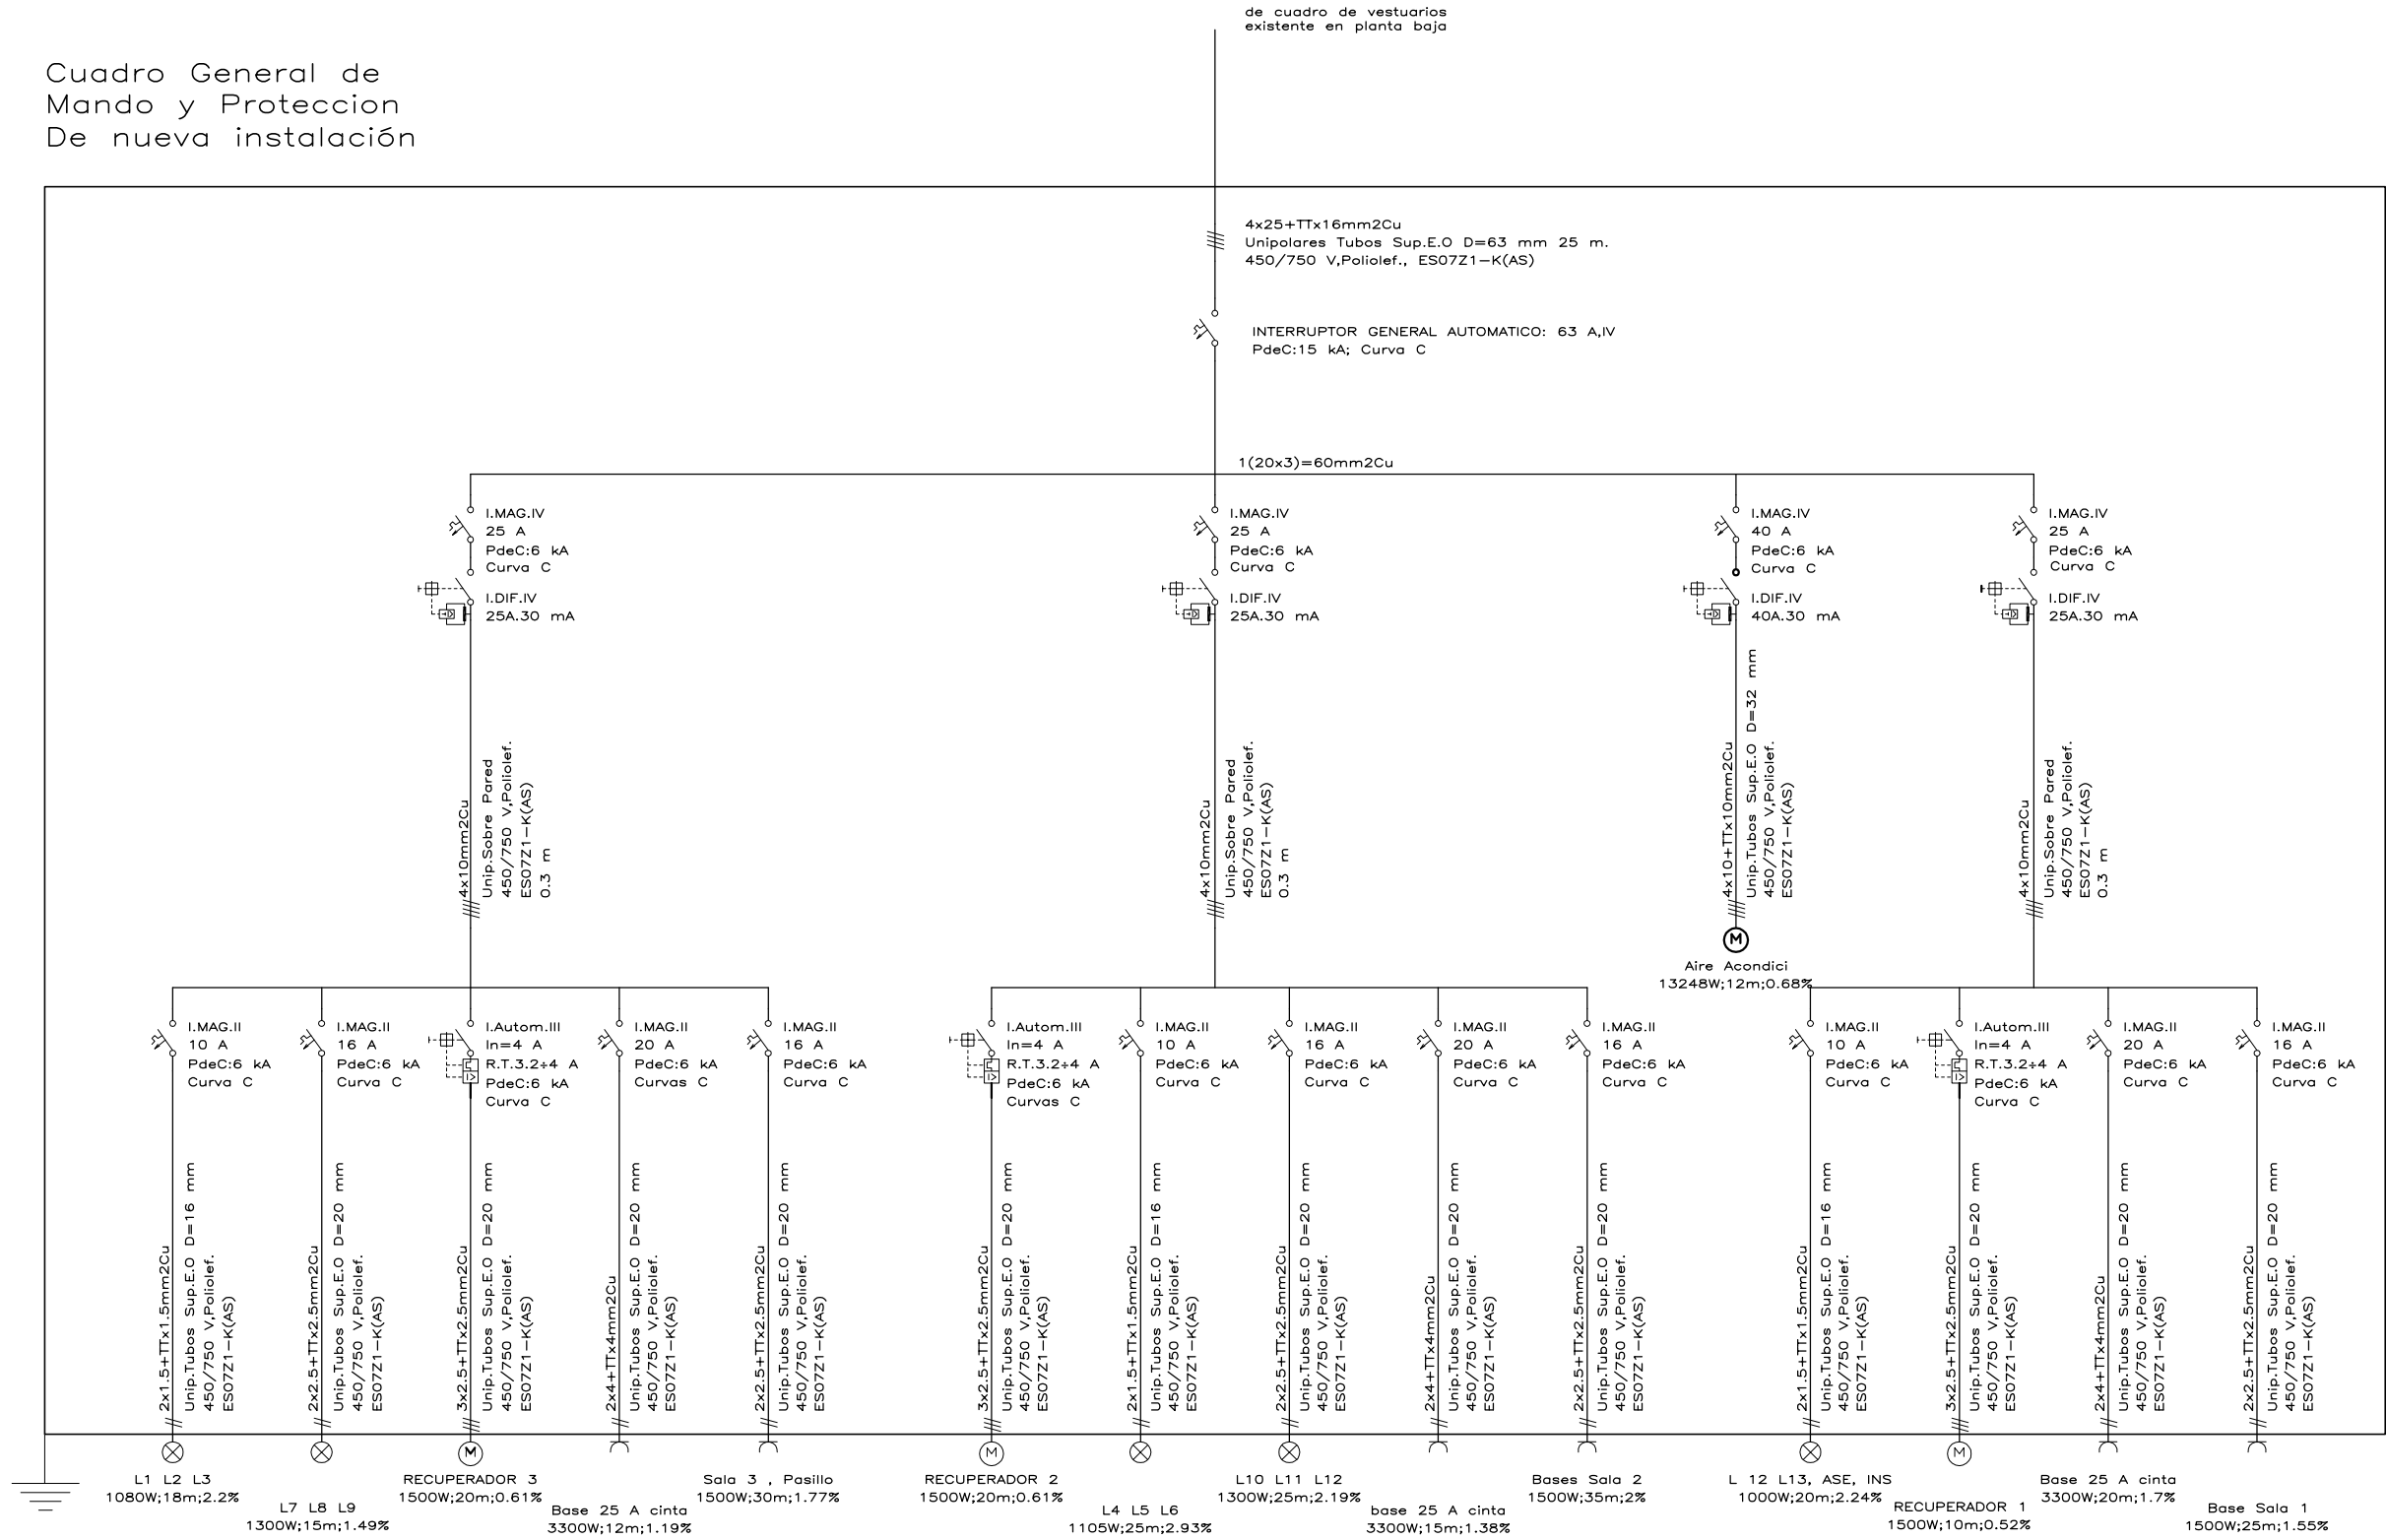 de cuadro de vestuarios
existente en planta baja
Cuadro General de
Mando y Proteccion
De nueva instalación
4x25+TTx16mm2Cu
Unipolares Tubos Sup.E.O D=63 mm 25 m.
450/750 V,Poliolef., ES07Z1-K(AS)
INTERRUPTOR GENERAL AUTOMATICO: 63 A,IV
PdeC:15 kA; Curva C
1(20x3)=60mm2Cu
I.MAG.IV
25 A
PdeC:6 kA
Curva C
I.DIF.IV
25A.30 mA
I.MAG.IV
25 A
PdeC:6 kA
Curva C
I.DIF.IV
25A.30 mA
I.MAG.IV
40 A
PdeC:6 kA
Curva C
I.DIF.IV
40A.30 mA
I.MAG.IV
25 A
PdeC:6 kA
Curva C
I.DIF.IV
25A.30 mA
4x10mm2Cu
Unip.Sobre Pared
450/750 V,Poliolef.
ES07Z1-K(AS)
0.3 m
4x10mm2Cu
Unip.Sobre Pared
450/750 V,Poliolef.
ES07Z1-K(AS)
0.3 m
4x10+TTx10mm2Cu
Unip.Tubos Sup.E.O D=32 mm
450/750 V,Poliolef.
ES07Z1-K(AS)
4x10mm2Cu
Unip.Sobre Pared
450/750 V,Poliolef.
ES07Z1-K(AS)
0.3 m
M
Aire Acondici
13248W;12m;0.68%
I.MAG.II
10 A
PdeC:6 kA
Curva C
I.MAG.II
16 A
PdeC:6 kA
Curva C
I.Autom.III
In=4 A
R.T.3.2÷4 A
PdeC:6 kA
Curva C
I.MAG.II
20 A
PdeC:6 kA
Curvas C
I.MAG.II
16 A
PdeC:6 kA
Curva C
I.Autom.III
In=4 A
R.T.3.2÷4 A
PdeC:6 kA
Curvas C
I.MAG.II
10 A
PdeC:6 kA
Curva C
I.MAG.II
16 A
PdeC:6 kA
Curva C
I.MAG.II
20 A
PdeC:6 kA
Curva C
I.MAG.II
16 A
PdeC:6 kA
Curva C
I.MAG.II
10 A
PdeC:6 kA
Curva C
I.Autom.III
In=4 A
R.T.3.2÷4 A
PdeC:6 kA
Curva C
I.MAG.II
20 A
PdeC:6 kA
Curva C
I.MAG.II
16 A
PdeC:6 kA
Curva C
2x1.5+TTx1.5mm2Cu
Unip.Tubos Sup.E.O D=16 mm
450/750 V,Poliolef.
ES07Z1-K(AS)
2x2.5+TTx2.5mm2Cu
Unip.Tubos Sup.E.O D=20 mm
450/750 V,Poliolef.
ES07Z1-K(AS)
3x2.5+TTx2.5mm2Cu
Unip.Tubos Sup.E.O D=20 mm
450/750 V,Poliolef.
ES07Z1-K(AS)
2x4+TTx4mm2Cu
Unip.Tubos Sup.E.O D=20 mm
450/750 V,Poliolef.
ES07Z1-K(AS)
2x2.5+TTx2.5mm2Cu
Unip.Tubos Sup.E.O D=20 mm
450/750 V,Poliolef.
ES07Z1-K(AS)
3x2.5+TTx2.5mm2Cu
Unip.Tubos Sup.E.O D=20 mm
450/750 V,Poliolef.
ES07Z1-K(AS)
2x1.5+TTx1.5mm2Cu
Unip.Tubos Sup.E.O D=16 mm
450/750 V,Poliolef.
ES07Z1-K(AS)
2x2.5+TTx2.5mm2Cu
Unip.Tubos Sup.E.O D=20 mm
450/750 V,Poliolef.
ES07Z1-K(AS)
2x4+TTx4mm2Cu
Unip.Tubos Sup.E.O D=20 mm
450/750 V,Poliolef.
ES07Z1-K(AS)
2x2.5+TTx2.5mm2Cu
Unip.Tubos Sup.E.O D=20 mm
450/750 V,Poliolef.
ES07Z1-K(AS)
2x1.5+TTx1.5mm2Cu
Unip.Tubos Sup.E.O D=16 mm
450/750 V,Poliolef.
ES07Z1-K(AS)
3x2.5+TTx2.5mm2Cu
Unip.Tubos Sup.E.O D=20 mm
450/750 V,Poliolef.
ES07Z1-K(AS)
2x4+TTx4mm2Cu
Unip.Tubos Sup.E.O D=20 mm
450/750 V,Poliolef.
ES07Z1-K(AS)
2x2.5+TTx2.5mm2Cu
Unip.Tubos Sup.E.O D=20 mm
450/750 V,Poliolef.
ES07Z1-K(AS)
M
M
M
L1 L2 L3
1080W;18m;2.2%
L7 L8 L9
1300W;15m;1.49%
RECUPERADOR 3
1500W;20m;0.61%
Base 25 A cinta
3300W;12m;1.19%
Sala 3 , Pasillo
1500W;30m;1.77%
RECUPERADOR 2
1500W;20m;0.61%
L4 L5 L6
1105W;25m;2.93%
L10 L11 L12
1300W;25m;2.19%
base 25 A cinta
3300W;15m;1.38%
Bases Sala 2
1500W;35m;2%
L 12 L13, ASE, INS
1000W;20m;2.24%
RECUPERADOR 1
1500W;10m;0.52%
Base 25 A cinta
3300W;20m;1.7%
Base Sala 1
1500W;25m;1.55%